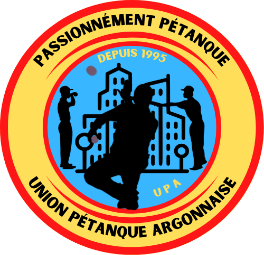 PASSIONNÉMENT PÉTANQUE
DEPUIS 1995
UPA
UNION PÉTANQUE ARGONNAISE